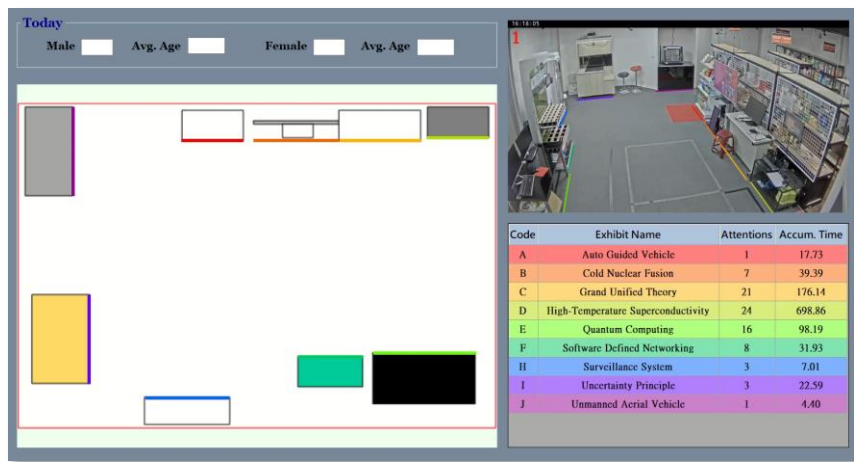 Today
Male Avg. Age Female Avg. Age
16:18:05
1
Code Exhibit Name Attentions Accum. Time
A Auto Guided Vehicle 1 17.73
B Cold Nuclear Fusion 7 39.39
C Grand Unified Theory 21 176.14
D High-Temperature Superconductivity 24 698.86
E Quantum Computing 16 98.19
F Software Defined Networking 8 31.93
H Surveillance System 3 7.01
I Uncertainty Principle 3 22.59
J Unmanned Aerial Vehicle 1 4.40